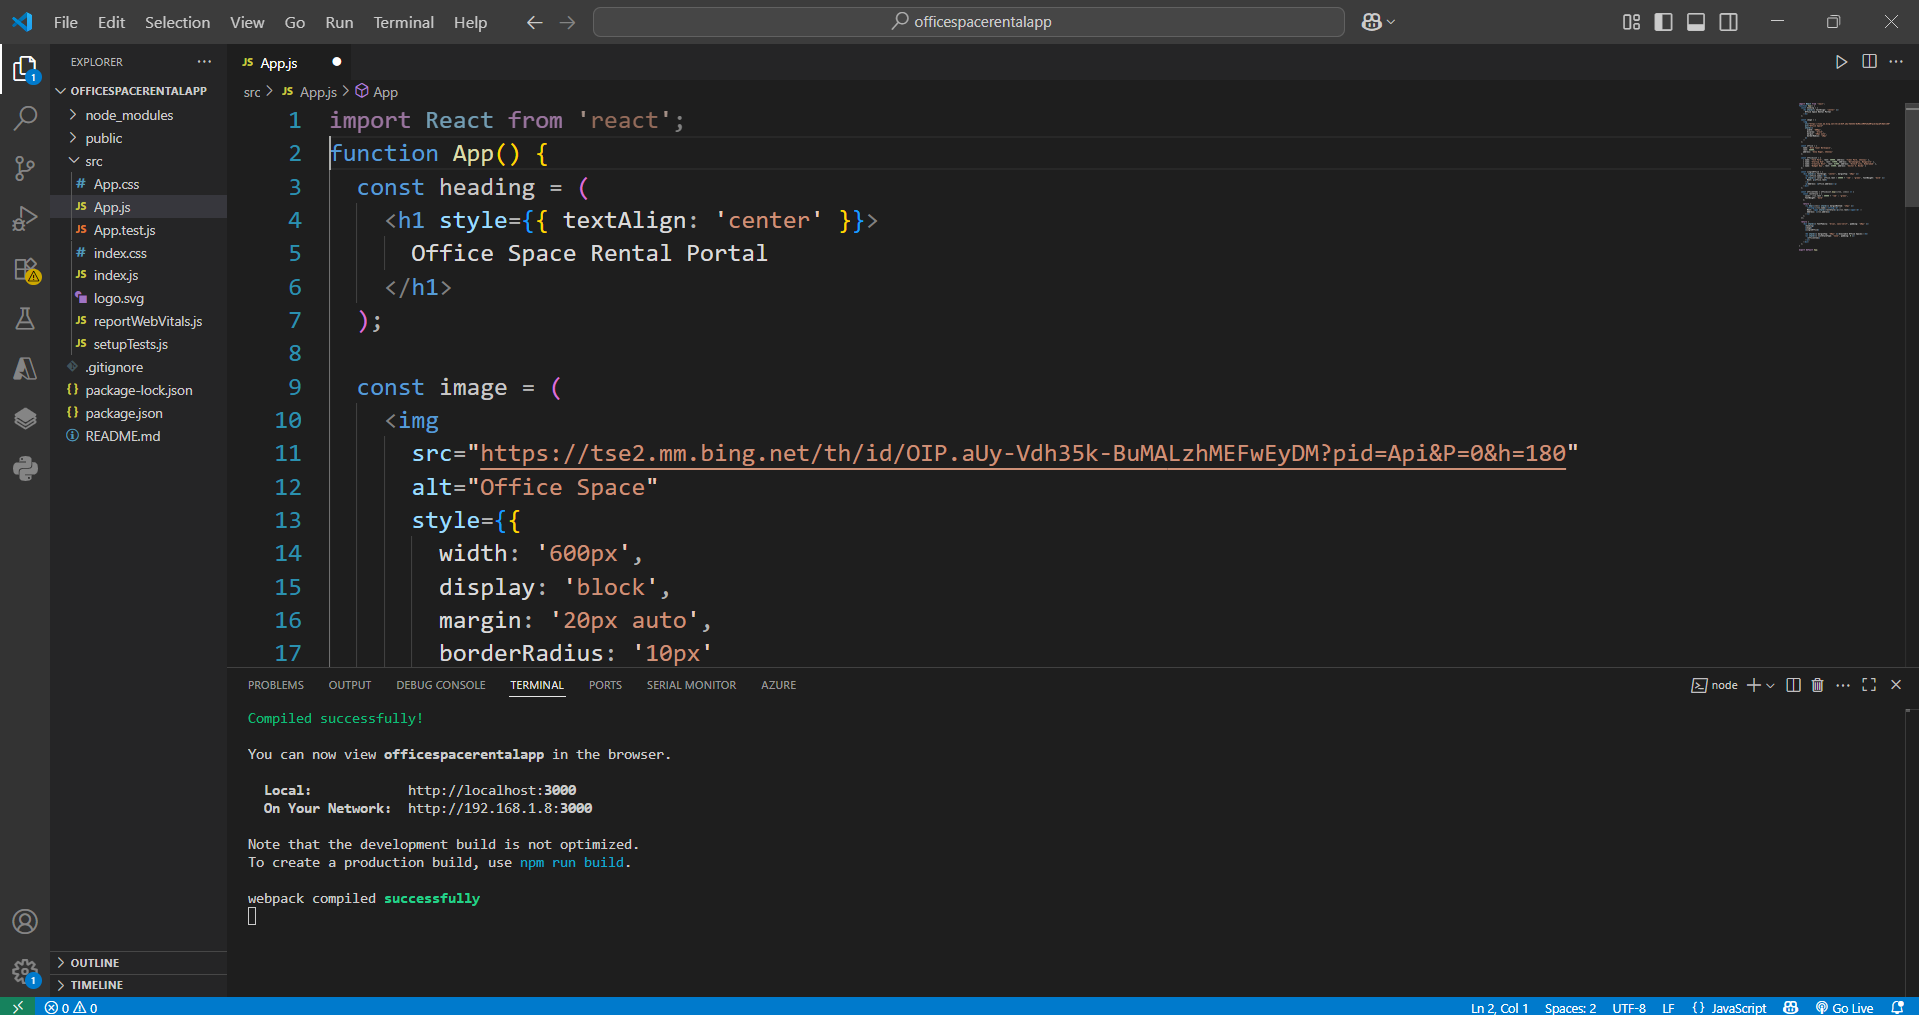 File Edit Selection View Go Run Terminal Help
officespacerentalapp
EXPLORER
OFFICESPACERENTALAPP
node_modules
public
src
# App.css
JS App.js
JS App.test.js
# index.css
JS index.js
logo.svg
JS reportWebVitals.js
JS setupTests.js
.gitignore
{} package-lock.json
{} package.json
README.md
OUTLINE
TIMELINE
JS App.js
src > JS App.js > App
1 import React from 'react';
2 function App() {
3 const heading = (
4 <h1 style={{ textAlign: 'center' }}>
5 Office Space Rental Portal
6 </h1>
7 );
8
9 const image = (
10 <img
11 src="https://tse2.mm.bing.net/th/id/OIP.aUy-Vdh35k-BuMALzhMEFwEyDM?pid=Api&P=0&h=180"
12 alt="Office Space"
13 style={{
14 width: '600px',
15 display: 'block',
16 margin: '20px auto',
17 borderRadius: '10px'
PROBLEMS OUTPUT DEBUG CONSOLE TERMINAL PORTS SERIAL MONITOR AZURE
node
Compiled successfully!
You can now view officespacerentalapp in the browser.
Local: http://localhost:3000
On Your Network: http://192.168.1.8:3000
Note that the development build is not optimized.
To create a production build, use npm run build.
webpack compiled successfully
1
1
0 0
Ln 2, Col 1 Spaces: 2 UTF-8 LF {} JavaScript Go Live